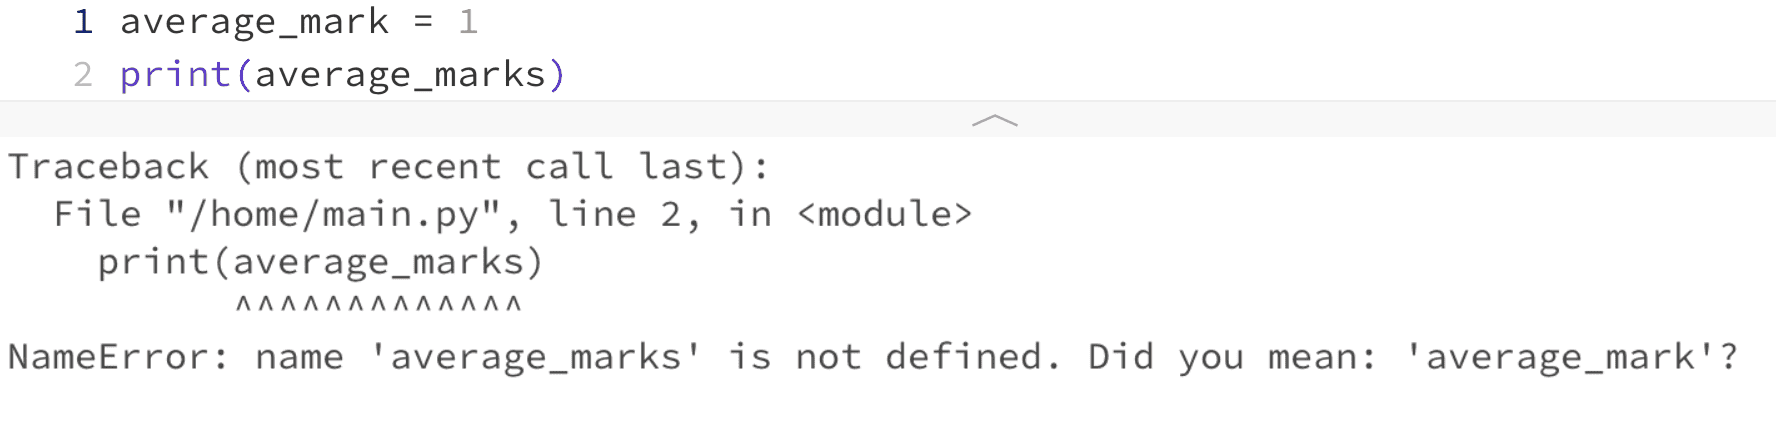 1 average_mark = 1
2 print(average_marks)
Traceback (most recent call last):
  File "/home/main.py", line 2, in <module>
    print(average_marks)
          ^^^^^^^^^^^^^
NameError: name 'average_marks' is not defined. Did you mean: 'average_mark'?